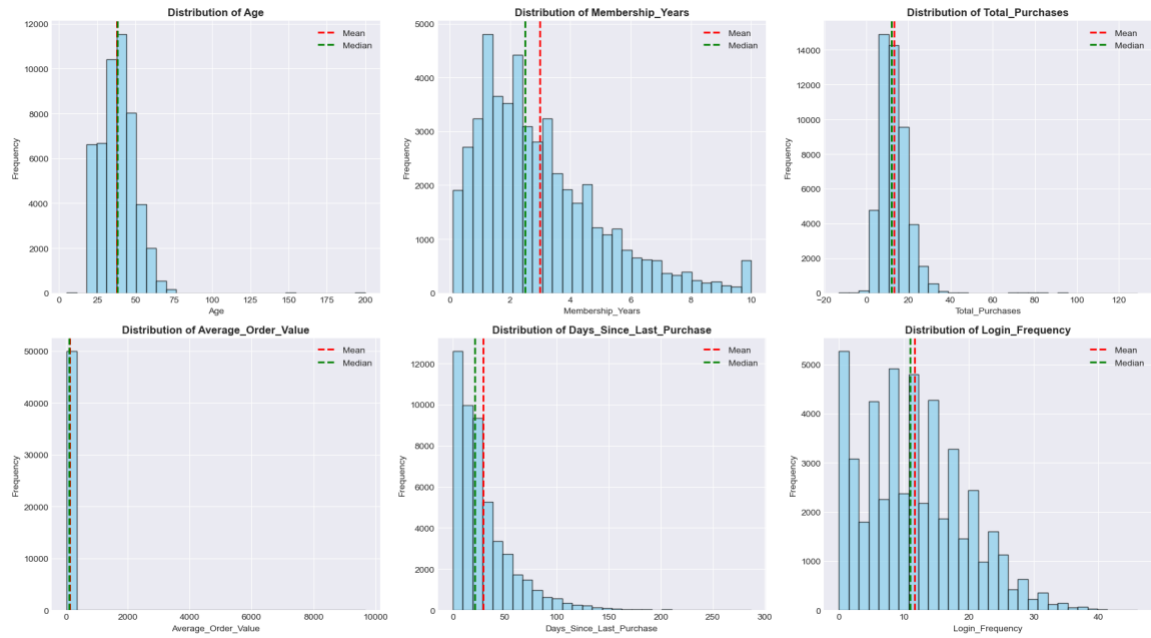 Distribution of Age
Mean
Median
12000
10000
8000
6000
4000
2000
0
Frequency
0
25
50
75
100
125
150
175
200
Age
Distribution of Membership_Years
Mean
Median
5000
4000
3000
2000
1000
0
Frequency
0
2
4
6
8
10
Membership_Years
Distribution of Total_Purchases
Mean
Median
14000
12000
10000
8000
6000
4000
2000
0
Frequency
−20
0
20
40
60
80
100
120
Total_Purchases
Distribution of Average_Order_Value
Mean
Median
50000
40000
30000
20000
10000
0
Frequency
0
2000
4000
6000
8000
10000
Average_Order_Value
Distribution of Days_Since_Last_Purchase
Mean
Median
12000
10000
8000
6000
4000
2000
0
Frequency
0
50
100
150
200
250
300
Days_Since_Last_Purchase
Distribution of Login_Frequency
Mean
Median
5000
4000
3000
2000
1000
0
Frequency
0
10
20
30
40
Login_Frequency